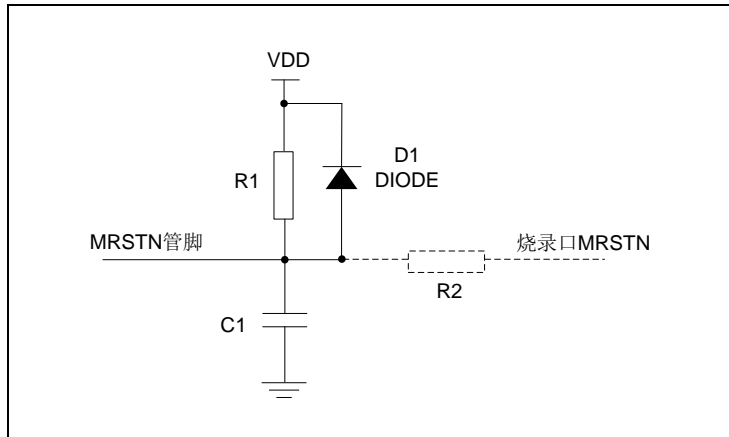 VDD
D1
DIODE
R1
MRSTN管脚
烧录口MRSTN
R2
C1